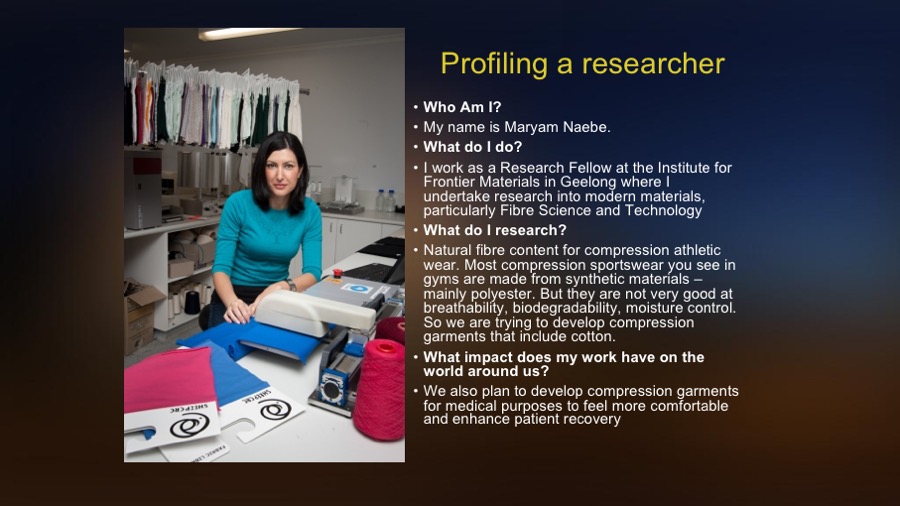 Profiling a researcher
• Who Am I?
• My name is Maryam Naebe.
• What do I do?
• I work as a Research Fellow at the Institute for
Frontier Materials in Geelong where I
undertake research into modern materials,
particularly Fibre Science and Technology
• What do I research?
• Natural fibre content for compression athletic
wear. Most compression sportswear you see in
gyms are made from synthetic materials –
mainly polyester. But they are not very good at
breathability, biodegradability, moisture control.
So we are trying to develop compression
garments that include cotton.
• What impact does my work have on the
world around us?
• We also plan to develop compression garments
for medical purposes to feel more comfortable
and enhance patient recovery
SHEEPCRC
SHEEPCRC